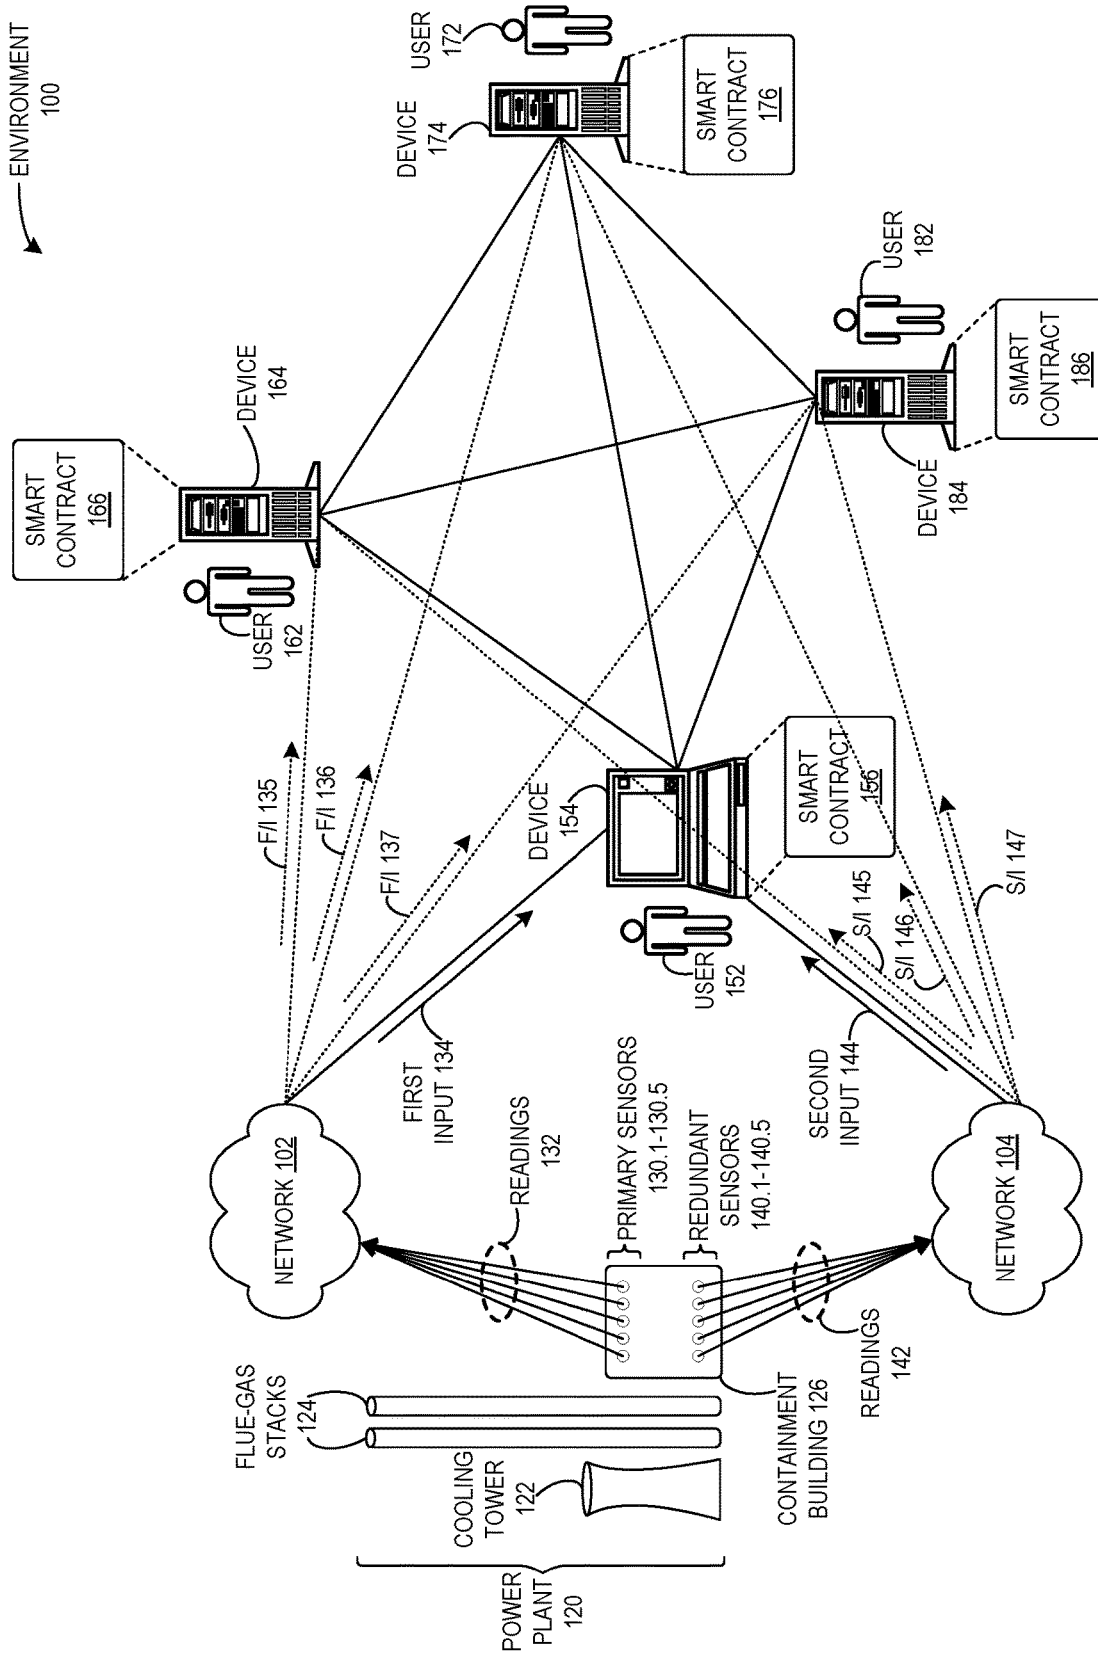 ENVIRONMENT
100
POWER
PLANT
120
COOLING
TOWER
122
FLUE-GAS
STACKS
124
CONTAINMENT
BUILDING 126
PRIMARY SENSORS
130.1-130.5
REDUNDANT
SENSORS
140.1-140.5
READINGS
132
READINGS
142
NETWORK 102
NETWORK 104
FIRST
INPUT 134
F/I 135
F/I 136
F/I 137
SECOND
INPUT 144
S/I 145
S/I 146
S/I 147
USER
152
DEVICE
154
SMART
CONTRACT
156
USER
162
DEVICE
164
SMART
CONTRACT
166
USER
172
DEVICE
174
SMART
CONTRACT
176
USER
182
DEVICE
184
SMART
CONTRACT
186